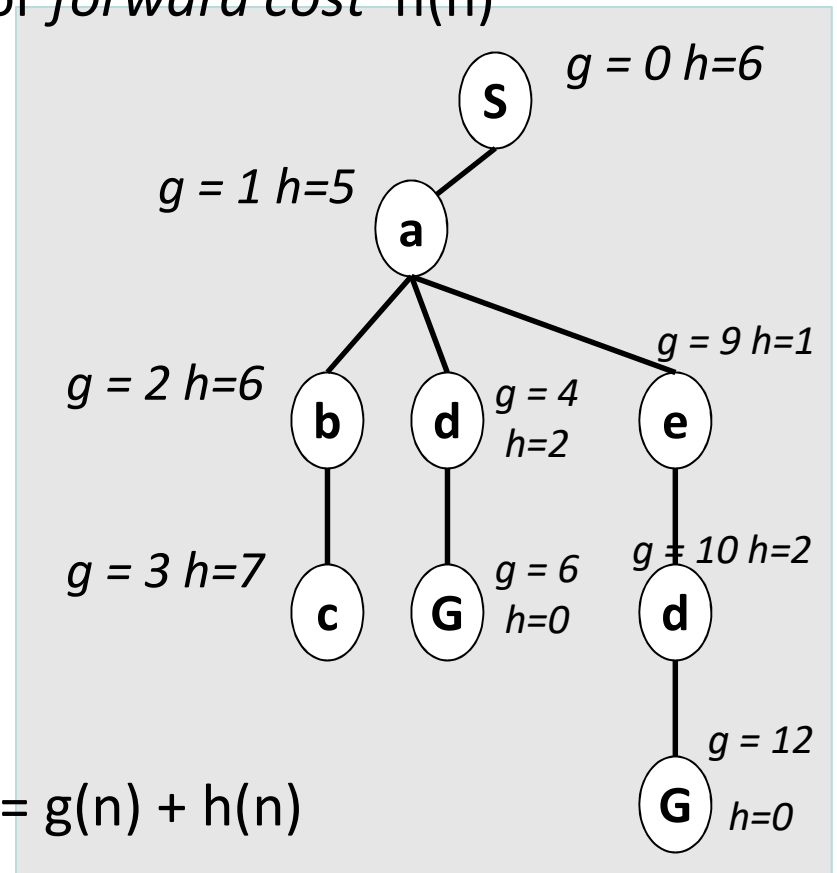 forward cost h(n)
S
g = 0 h=6
g = 1 h=5
a
g = 9 h=1
g = 2 h=6
b
d
g = 4
h=2
e
g = 3 h=7
c
G
g = 6
h=0
g = 10 h=2
d
g = 12
= g(n) + h(n)
G
h=0